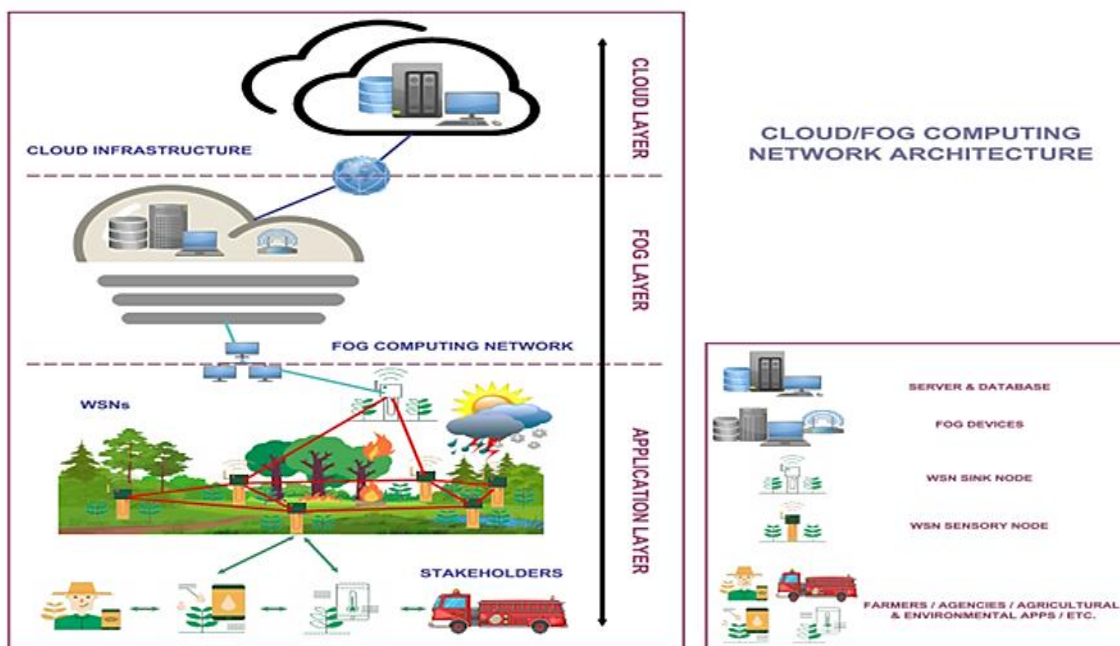 CLOUD INFRASTRUCTURE
CLOUD LAYER
FOG LAYER
FOG COMPUTING NETWORK
WSNs
APPLICATION LAYER
STAKEHOLDERS
CLOUD/FOG COMPUTING
NETWORK ARCHITECTURE
SERVER & DATABASE
FOG DEVICES
WSN SINK NODE
WSN SENSORY NODE
FARMERS / AGENCIES / AGRICULTURAL
& ENVIRONMENTAL APPS / ETC.